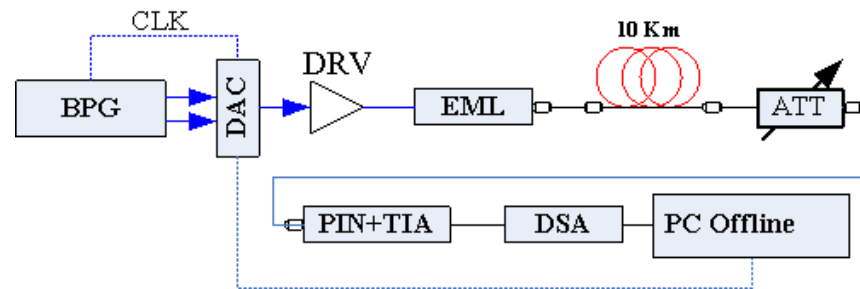 CLK
BPG
DAC
DRV
EML
10 Km
ATT
PIN+TIA
DSA
PC Offline